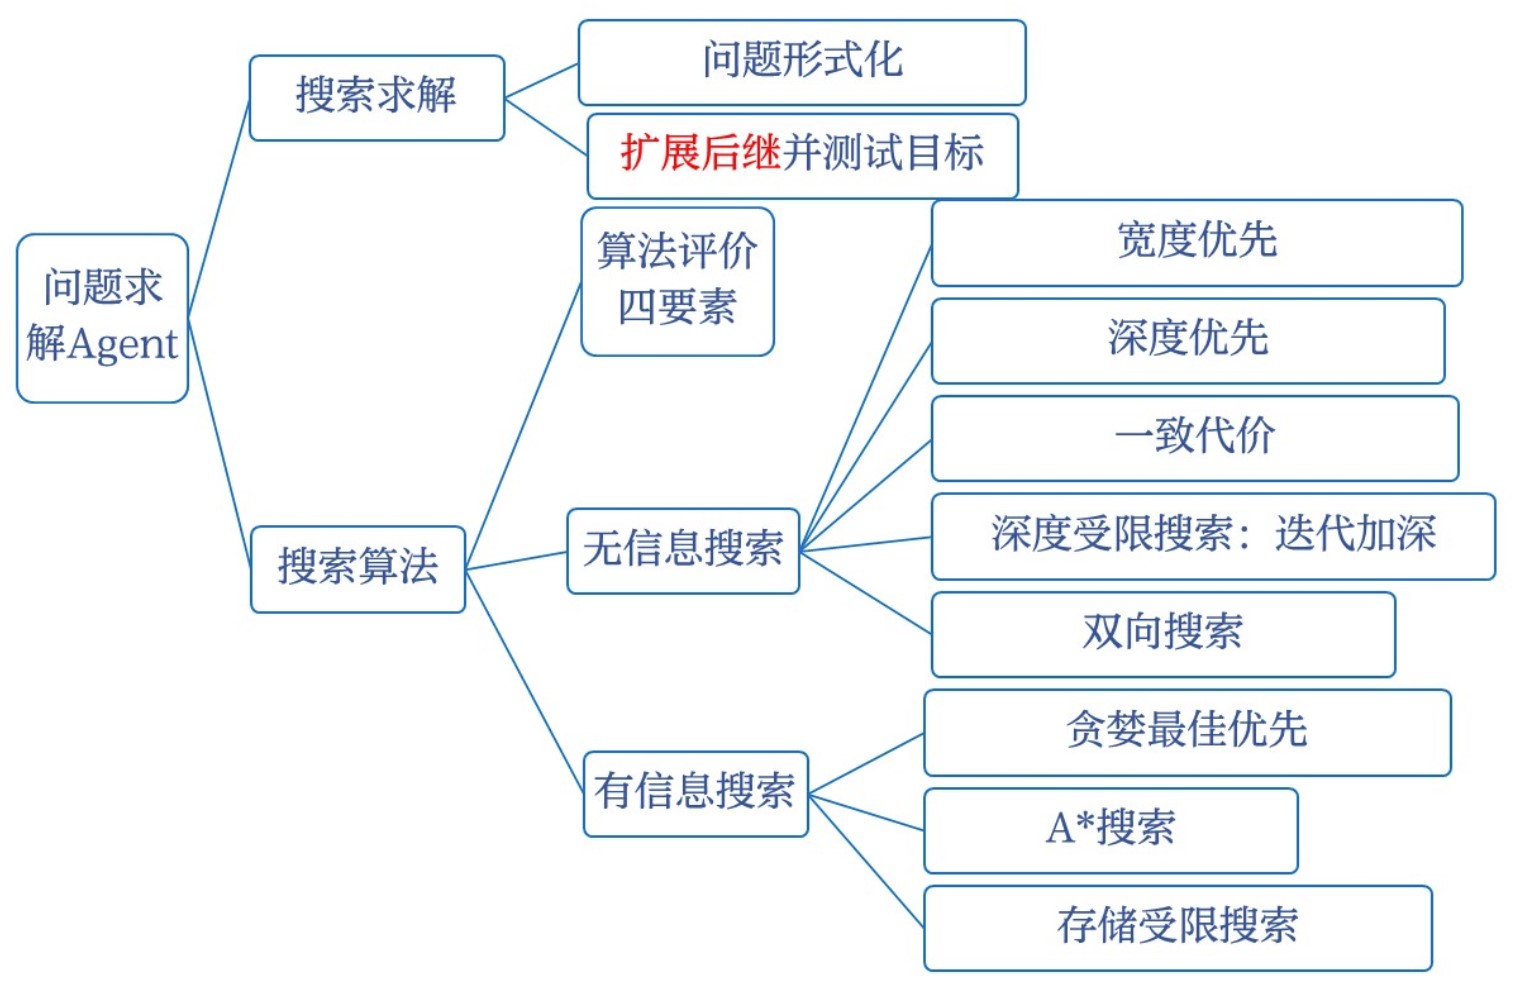 问题求
解Agent
搜索求解
问题形式化
扩展后继并测试目标
搜索算法
算法评价
四要素
无信息搜索
宽度优先
深度优先
一致代价
深度受限搜索：迭代加深
双向搜索
有信息搜索
贪婪最佳优先
A*搜索
存储受限搜索